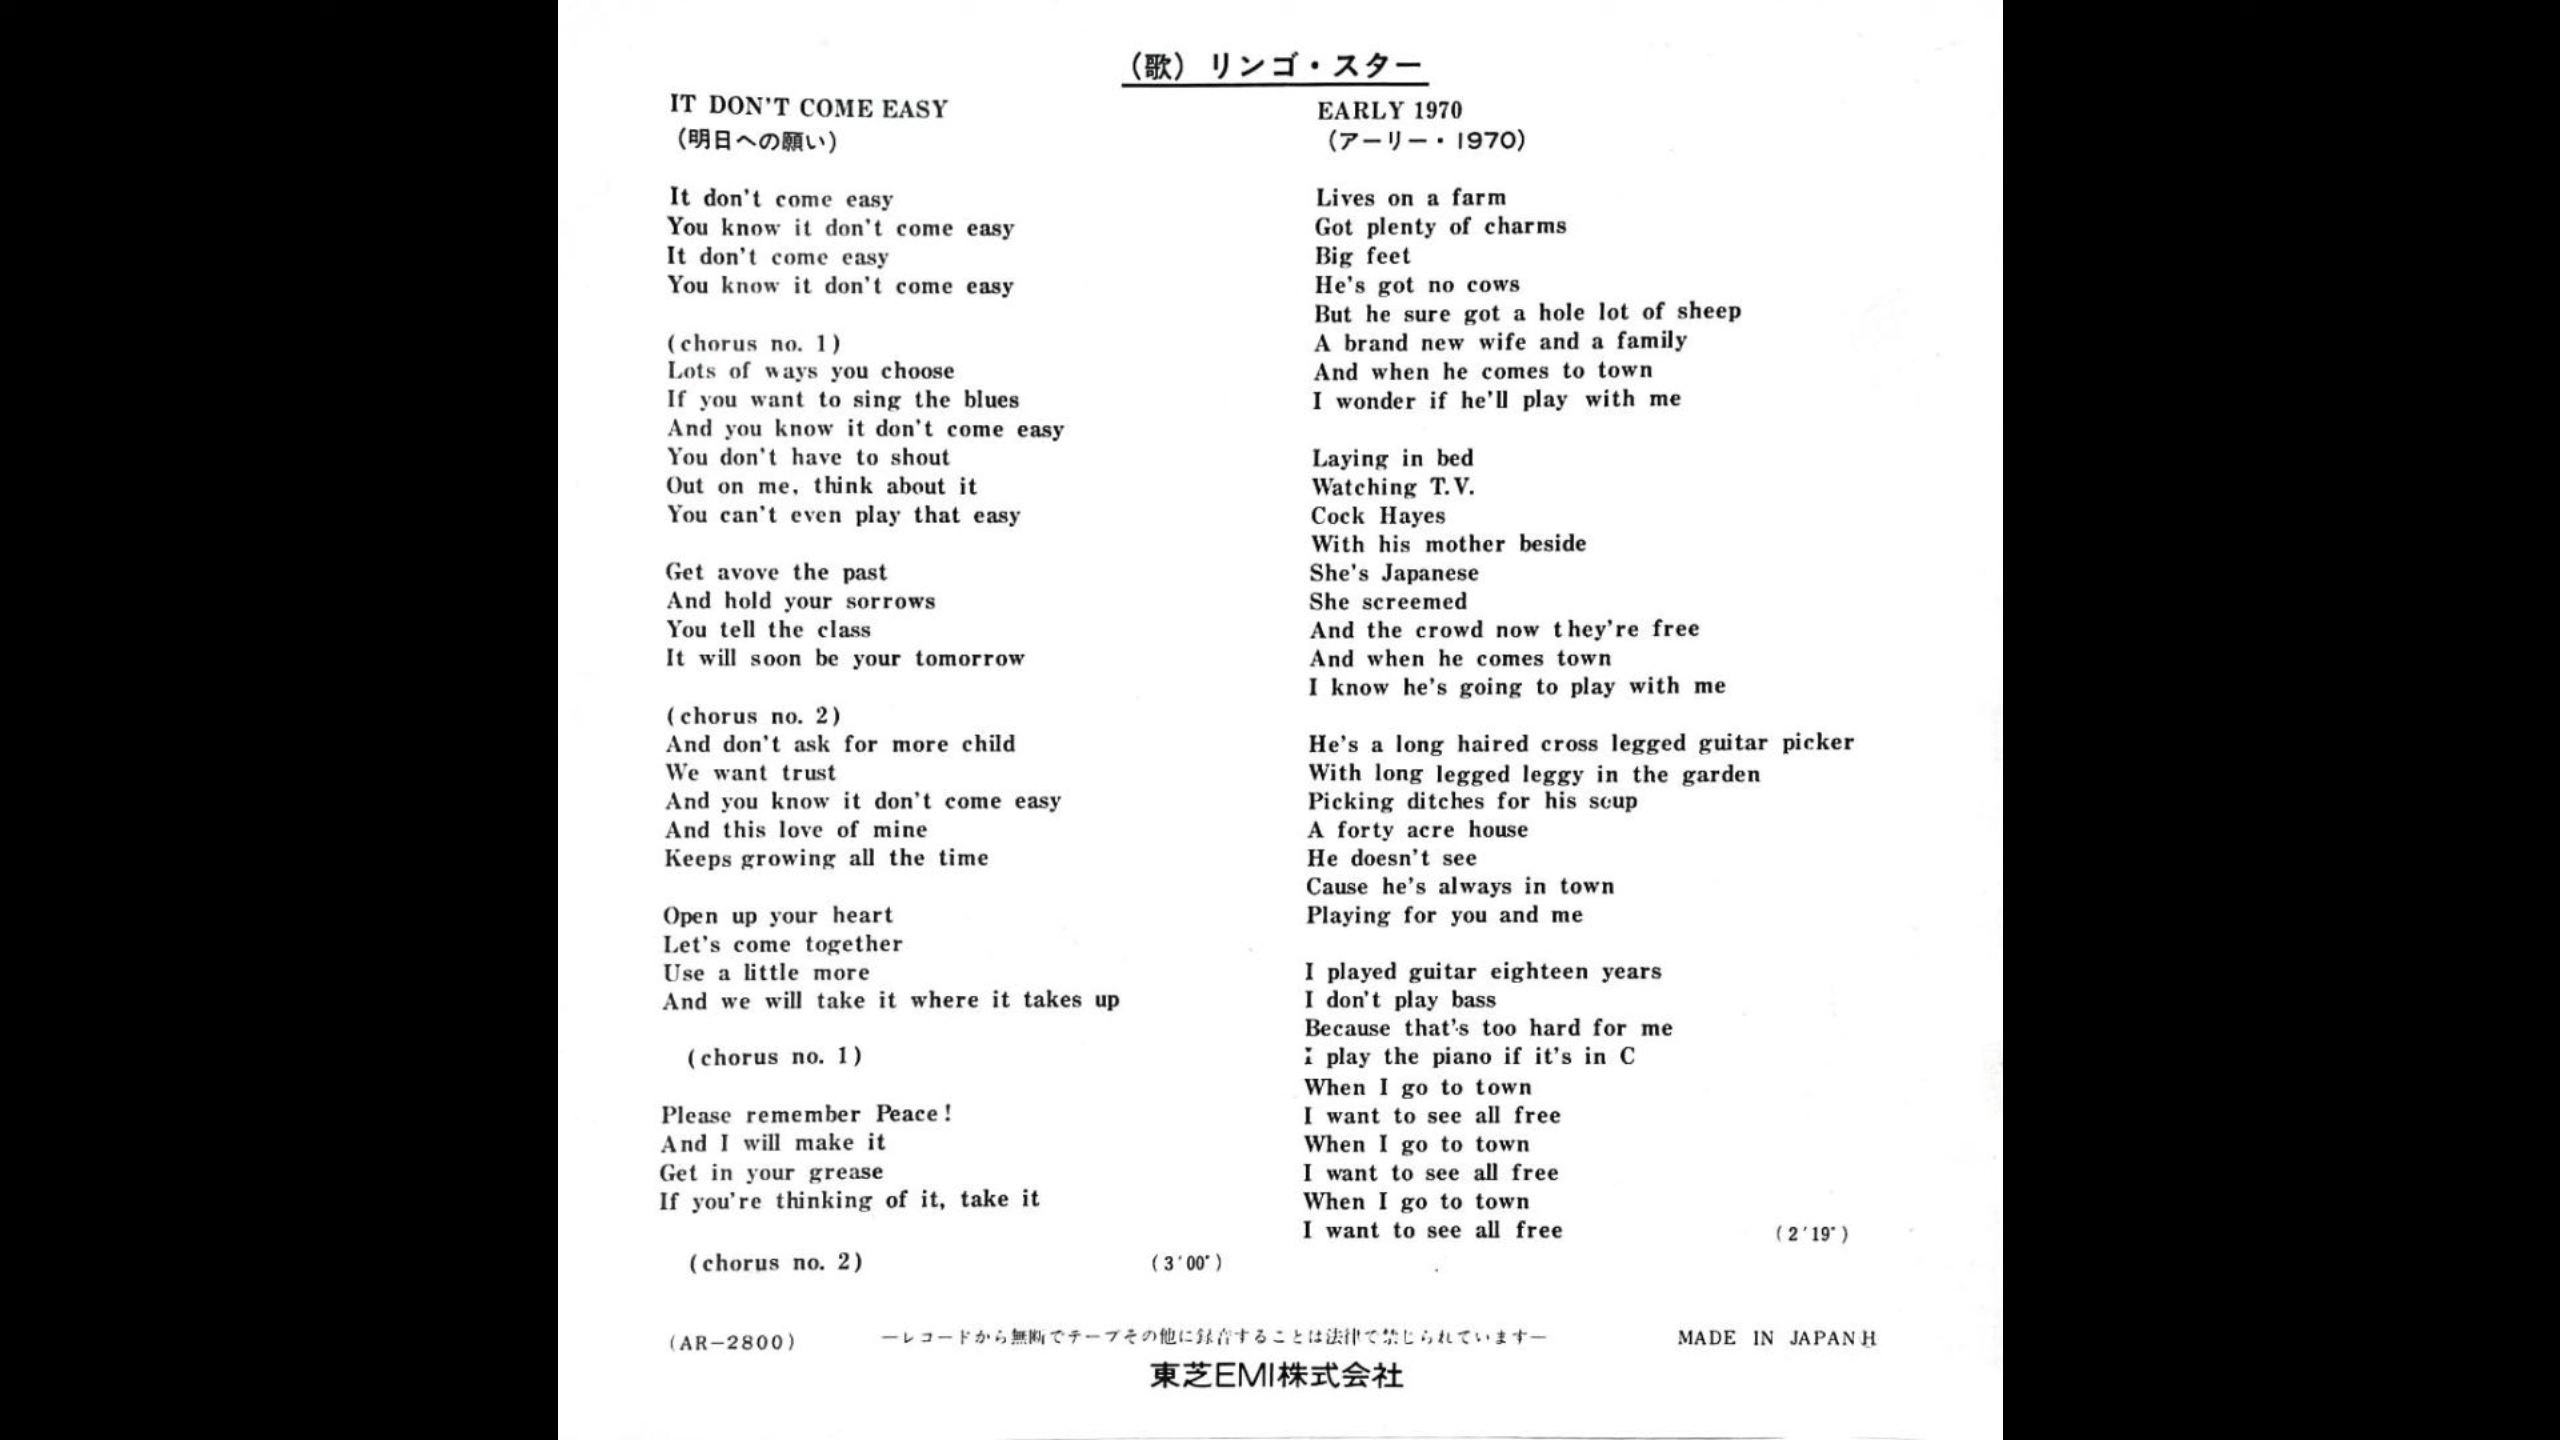 (歌) リンゴ・スター
IT DON'T COME EASY
(明日への願い)
It don't come easy
You know it don't come easy
It don't come easy
You know it don't come easy
(chorus no. 1)
Lots of ways you choose
If you want to sing the blues
And you know it don't come easy
You don't have to shout
Out on me, think about it
You can't even play that easy
Get avove the past
And hold your sorrows
You tell the class
It will soon be your tomorrow
(chorus no. 2)
And don't ask for more child
We want trust
And you know it don't come easy
And this love of mine
Keeps growing all the time
Open up your heart
Let's come together
Use a little more
And we will take it where it takes up
(chorus no. 1)
Please remember Peace!
And I will make it
Get in your grease
If you're thinking of it, take it
(chorus no. 2) (3'00")
EARLY 1970
(アーリー・1970)
Lives on a farm
Got plenty of charms
Big feet
He's got no cows
But he sure got a hole lot of sheep
A brand new wife and a family
And when he comes to town
I wonder if he'll play with me
Laying in bed
Watching T.V.
Cock Hayes
With his mother beside
She's Japanese
She screemed
And the crowd now they're free
And when he comes town
I know he's going to play with me
He's a long haired cross legged guitar picker
With long legged leggy in the garden
Picking ditches for his soup
A forty acre house
He doesn't see
Cause he's always in town
Playing for you and me
I played guitar eighteen years
I don't play bass
Because that's too hard for me
I play the piano if it's in C
When I go to town
I want to see all free
When I go to town
I want to see all free
When I go to town
I want to see all free (2'19")
(AR-2800) ―レコードから無断でテープその他に録音することは法律で禁じられています― MADE IN JAPAN H
東芝EMI株式会社